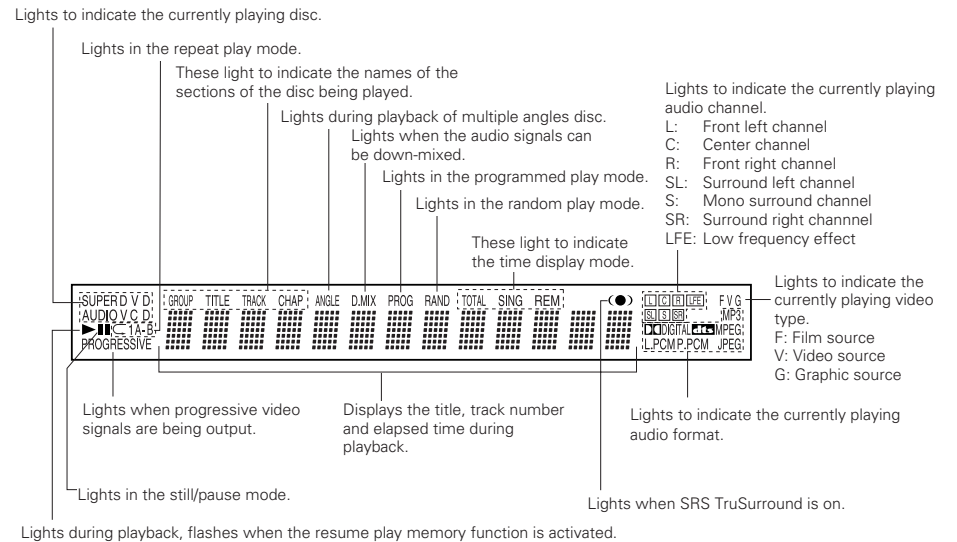 Lights to indicate the currently playing disc.
Lights in the repeat play mode.
These light to indicate the names of the
sections of the disc being played.
Lights during playback of multiple angles disc.
Lights when the audio signals can
be down-mixed.
Lights in the programmed play mode.
Lights in the random play mode.
These light to indicate
the time display mode.
Lights to indicate the currently playing
audio channel.
L: Front left channel
C: Center channel
R: Front right channel
SL: Surround left channel
S: Mono surround channel
SR: Surround right channnel
LFE: Low frequency effect
SUPER D V D GROUP TITLE TRACK CHAP ANGLE D.MIX PROG RAND TOTAL SING REM L C R LFE F V G
AUDIO V C D SL S SR MP3
1 A-B DIGITAL dts MPEG
PROGRESSIVE L.PCM P.PCM JPEG
Lights to indicate the
currently playing video
type.
F: Film source
V: Video source
G: Graphic source
Lights when progressive video
signals are being output.
Displays the title, track number
and elapsed time during
playback.
Lights to indicate the currently playing
audio format.
Lights in the still/pause mode.
Lights when SRS TruSurround is on.
Lights during playback, flashes when the resume play memory function is activated.